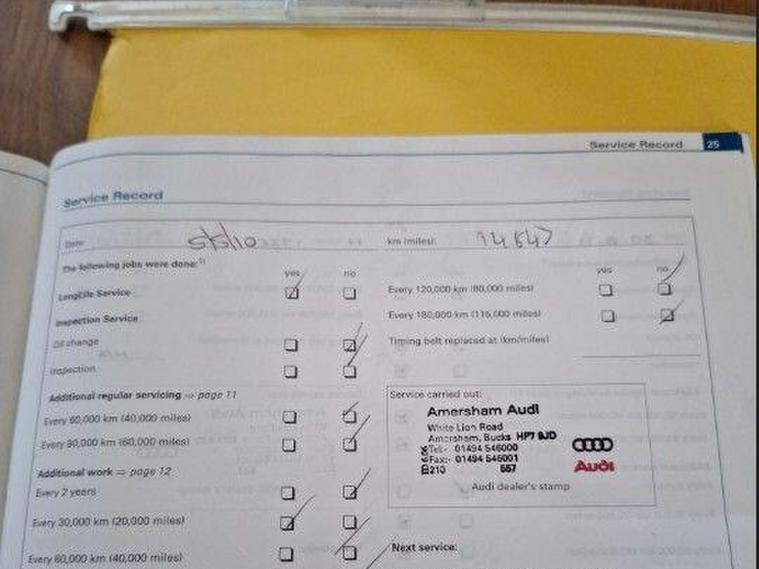 Service Record 25
Service Record
Date: 5/5/10 km (miles):
The following jobs were done:1)
yes no
LongLife Service
Inspection Service
Oil change
Inspection
Additional regular servicing ⇒ page 11
Every 60,000 km (40,000 miles)
Every 90,000 km (60,000 miles)
Additional work ⇒ page 12
Every 2 years
Every 30,000 km (20,000 miles)
Every 60,000 km (40,000 miles)
yes no
Every 120,000 km (80,000 miles)
Every 180,000 km (115,000 miles)
Timing belt replaced at (km/miles)
Service carried out:
Amersham Audi
White Lion Road
Amersham, Bucks HP7 9JD
Tel:- 01494 546000
Fax:- 01494 546001
210 557
Audi
Audi dealer's stamp
Next service: